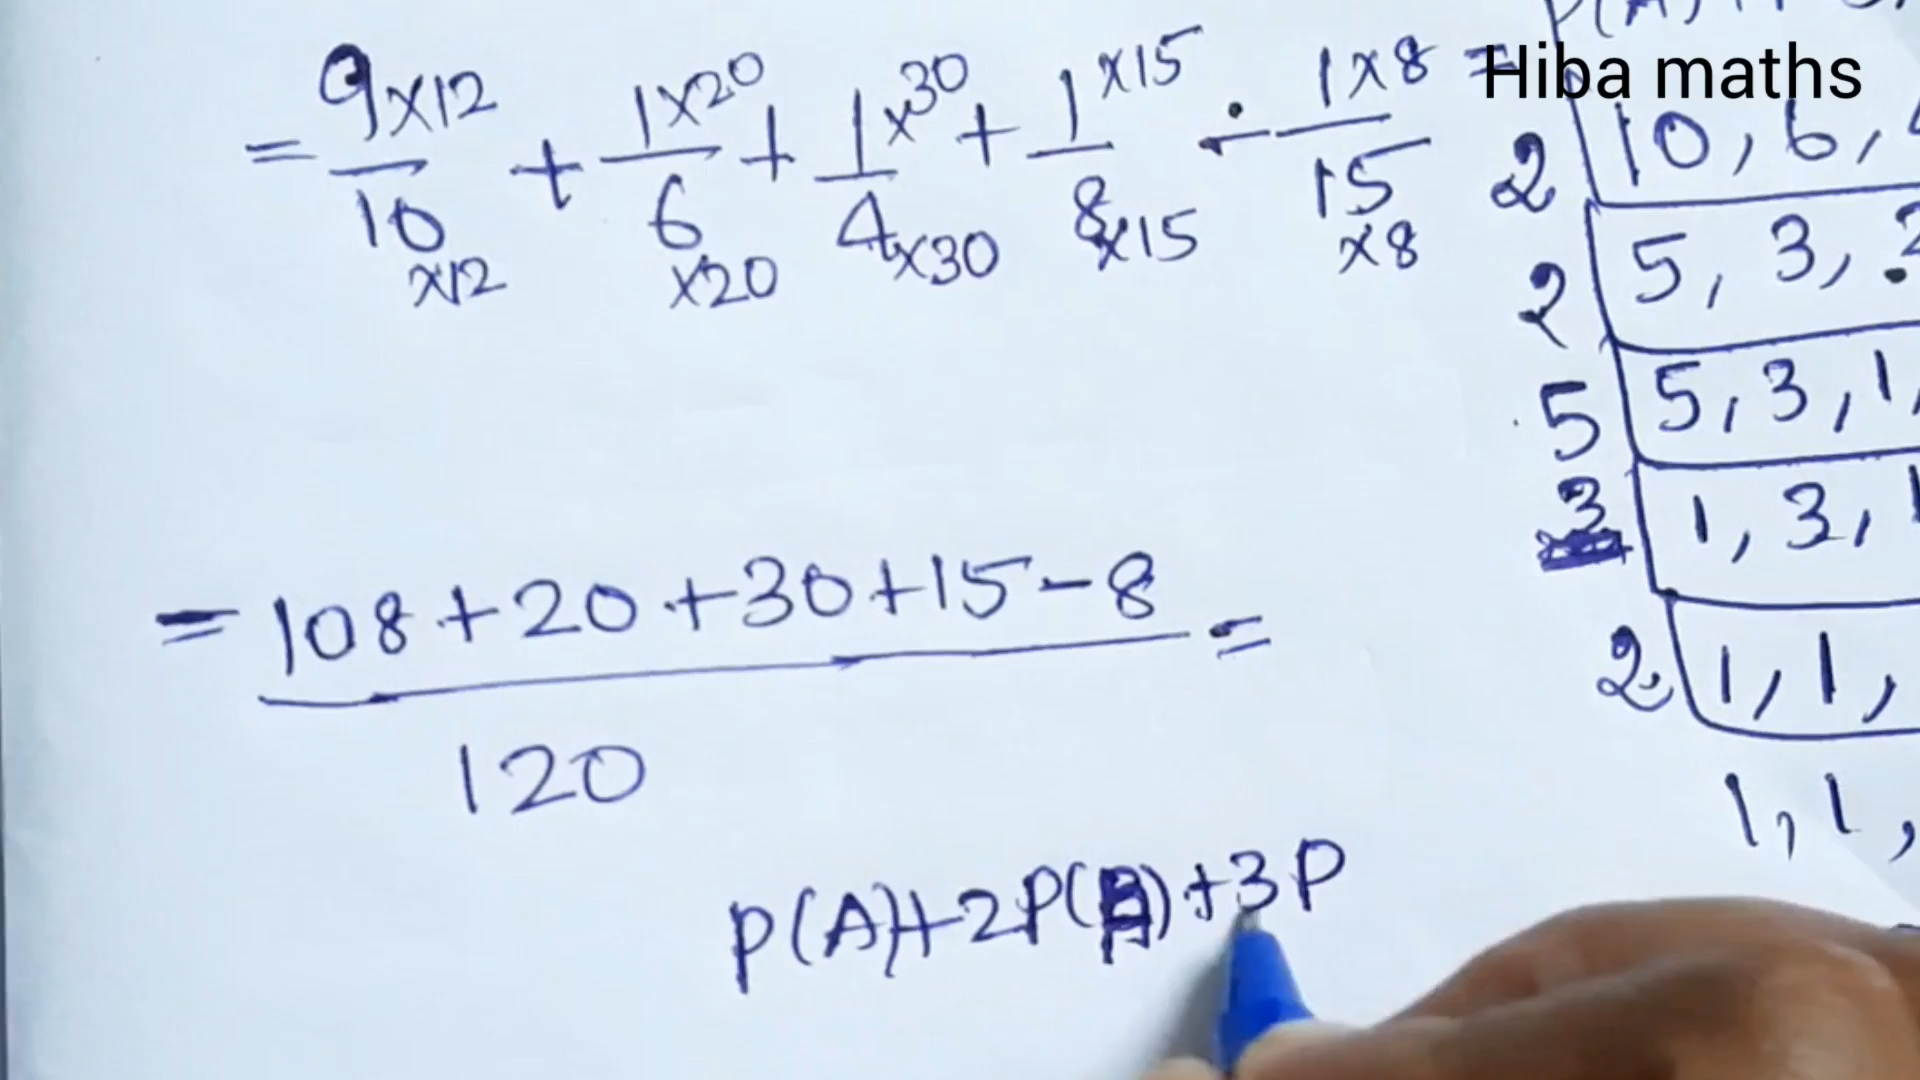 P(A)
Hiba maths
= 9×12/10×12 + 1×20/6×20 + 1×30/4×30 + 1×15/8×15 ÷ 1×8/15×8 =
2 10, 6,
2 5, 3, 2
5 5, 3, 1,
3 1, 3, 1
2 1, 1,
1, 1,
= 108+20+30+15-8 =
120
P(A)+2P(B)+3P